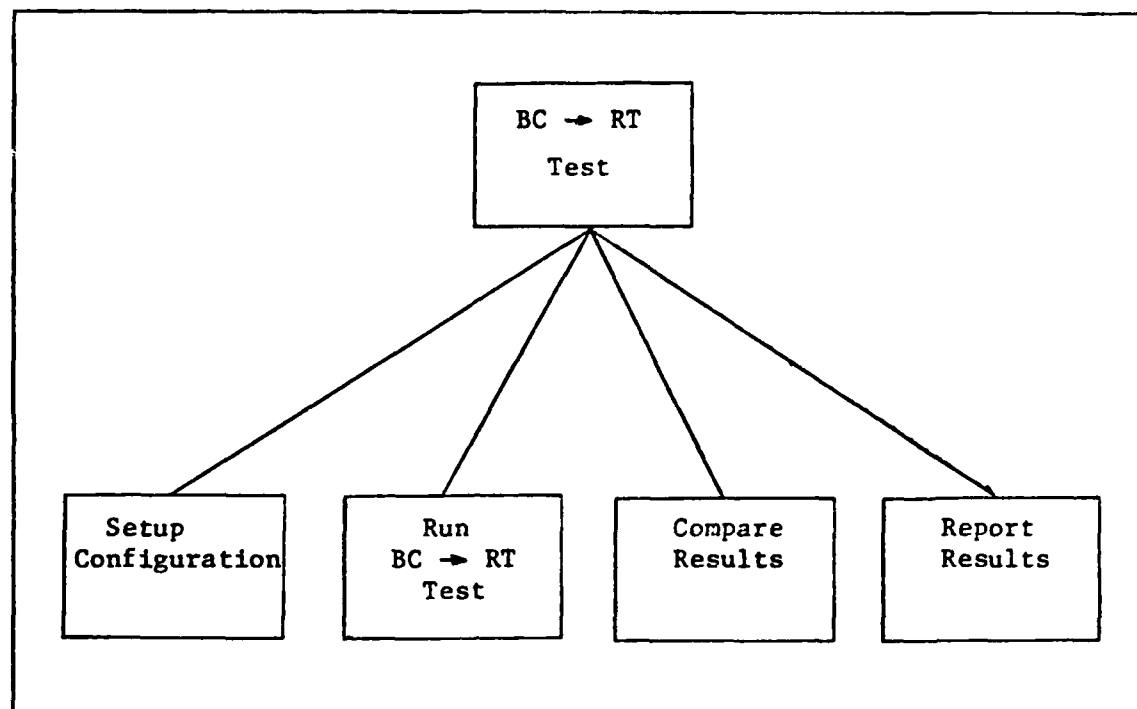 BC → RT
Test
Setup
Configuration
Run
BC → RT
Test
Compare
Results
Report
Results